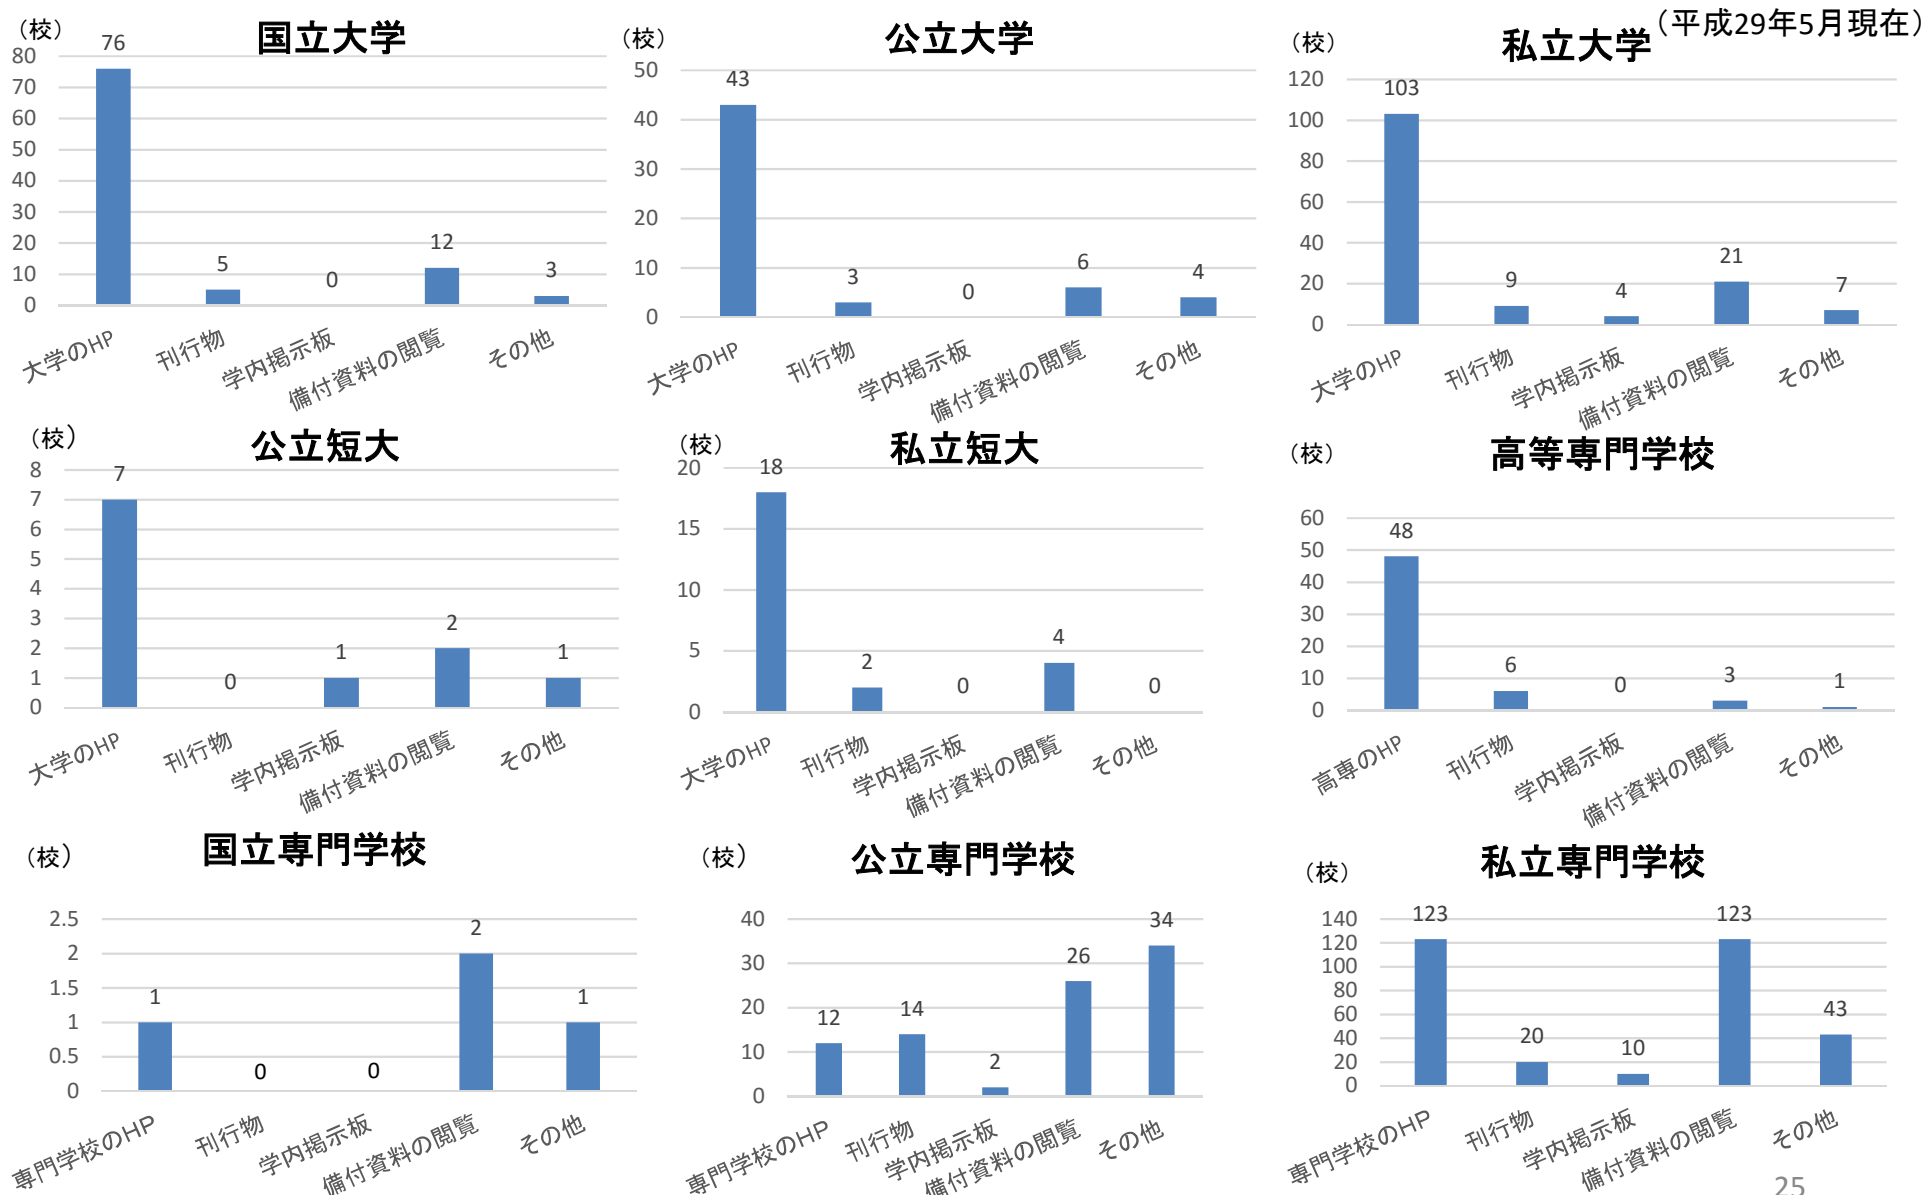 （平成29年5月現在）
国立大学
（校）
80
70
60
50
40
30
20
10
0
76
5
0
12
3
大学のHP
刊行物
学内掲示板
備付資料の閲覧
その他
公立大学
（校）
50
40
30
20
10
0
43
3
0
6
4
大学のHP
刊行物
学内掲示板
備付資料の閲覧
その他
私立大学
（校）
120
100
80
60
40
20
0
103
9
4
21
7
大学のHP
刊行物
学内掲示板
備付資料の閲覧
その他
公立短大
（校）
8
7
6
5
4
3
2
1
0
7
0
1
2
1
大学のHP
刊行物
学内掲示板
備付資料の閲覧
その他
私立短大
（校）
20
15
10
5
0
18
2
0
4
0
大学のHP
刊行物
学内掲示板
備付資料の閲覧
その他
高等専門学校
（校）
60
50
40
30
20
10
0
48
6
0
3
1
高専のHP
刊行物
学内掲示板
備付資料の閲覧
その他
国立専門学校
（校）
2.5
2
1.5
1
0.5
0
1
0
0
2
1
専門学校のHP
刊行物
学内掲示板
備付資料の閲覧
その他
公立専門学校
（校）
40
30
20
10
0
12
14
2
26
34
専門学校のHP
刊行物
学内掲示板
備付資料の閲覧
その他
私立専門学校
（校）
140
120
100
80
60
40
20
0
123
20
10
123
43
専門学校のHP
刊行物
学内掲示板
備付資料の閲覧
その他
25